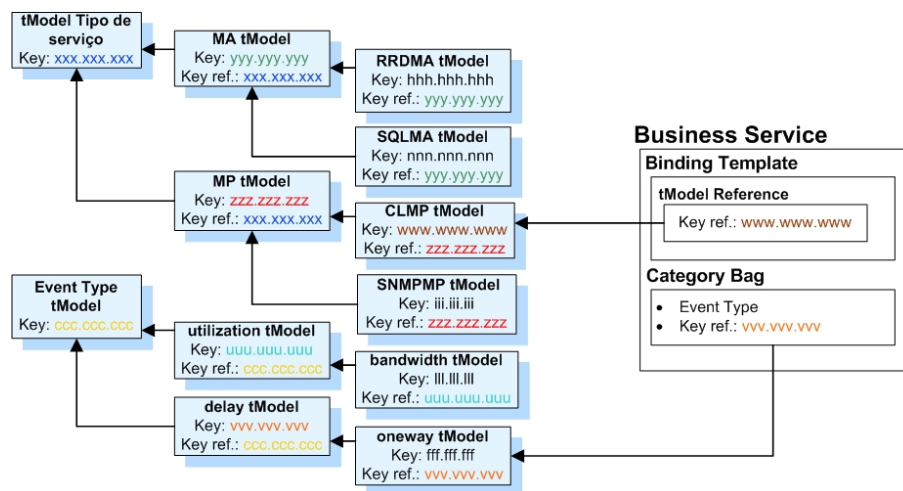 tModel Tipo de
serviço
Key: xxx.xxx.xxx
MA tModel
Key: yyy.yyy.yyy
Key ref.: xxx.xxx.xxx
RRDMA tModel
Key: hhh.hhh.hhh
Key ref.: yyy.yyy.yyy
SQLMA tModel
Key: nnn.nnn.nnn
Key ref.: yyy.yyy.yyy
MP tModel
Key: zzz.zzz.zzz
Key ref.: xxx.xxx.xxx
CLMP tModel
Key: www.www.www
Key ref.: zzz.zzz.zzz
SNMPMP tModel
Key: iii.iii.iii
Key ref.: zzz.zzz.zzz
Event Type
tModel
Key: ccc.ccc.ccc
utilization tModel
Key: uuu.uuu.uuu
Key ref.: ccc.ccc.ccc
bandwidth tModel
Key: lll.lll.lll
Key ref.: uuu.uuu.uuu
delay tModel
Key: vvv.vvv.vvv
Key ref.: ccc.ccc.ccc
oneway tModel
Key: fff.fff.fff
Key ref.: vvv.vvv.vvv
Business Service
Binding Template
tModel Reference
Key ref.: www.www.www
Category Bag
• Event Type
• Key ref.: vvv.vvv.vvv